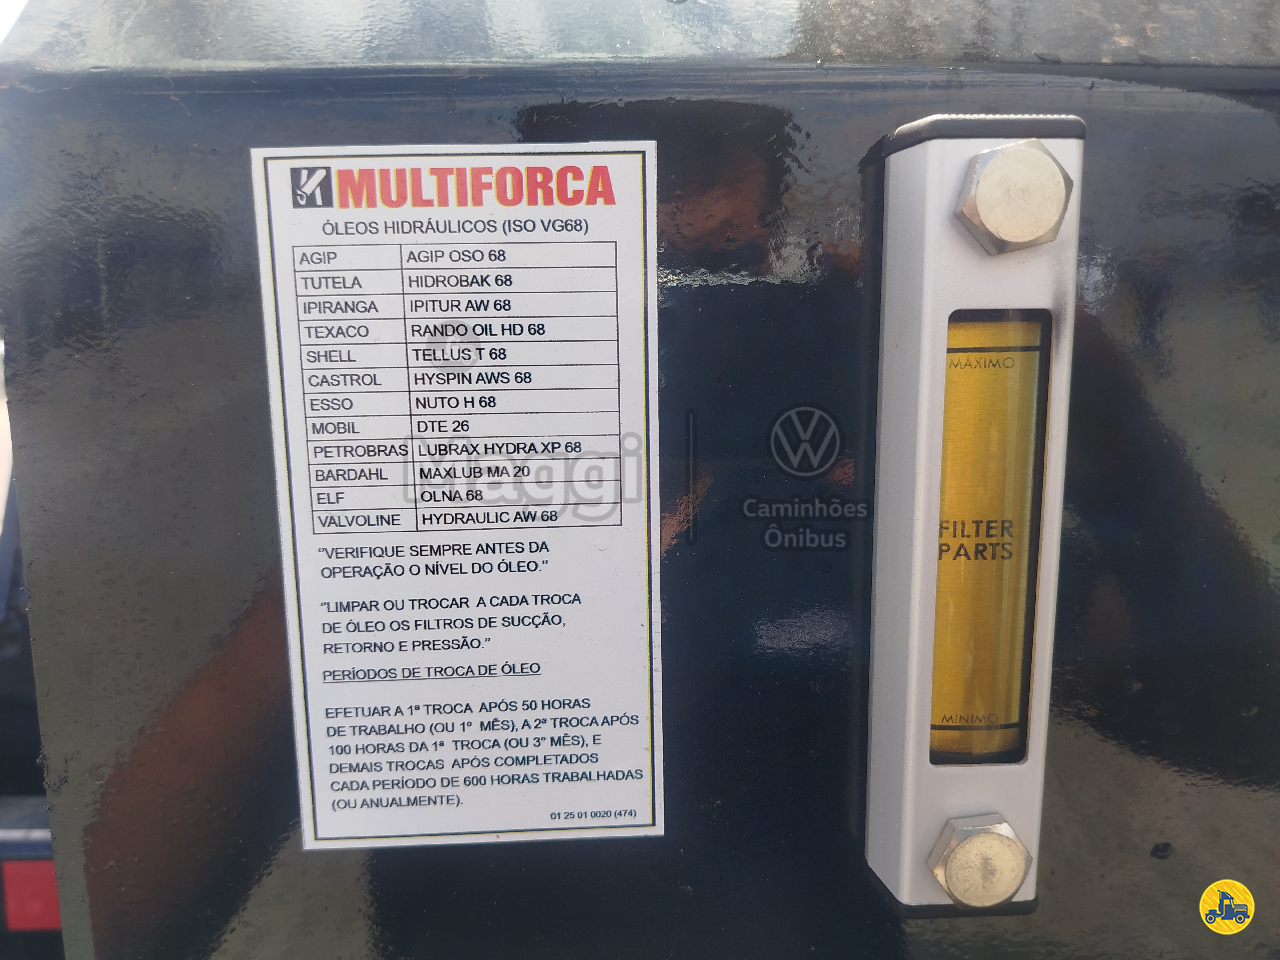 MULTIFORCA
ÓLEOS HIDRÁULICOS (ISO VG68)
AGIP AGIP OSO 68
TUTELA HIDROBAK 68
IPIRANGA IPITUR AW 68
TEXACO RANDO OIL HD 68
SHELL TELLUS T 68
CASTROL HYSPIN AWS 68
ESSO NUTO H 68
MOBIL DTE 26
PETROBRAS LUBRAX HYDRA XP 68
BARDAHL MAXLUB MA 20
ELF OLNA 68
VALVOLINE HYDRAULIC AW 68
"VERIFIQUE SEMPRE ANTES DA
OPERAÇÃO O NÍVEL DO ÓLEO."
"LIMPAR OU TROCAR A CADA TROCA
DE ÓLEO OS FILTROS DE SUCÇÃO,
RETORNO E PRESSÃO."
PERÍODOS DE TROCA DE ÓLEO
EFETUAR A 1ª TROCA APÓS 50 HORAS
DE TRABALHO (OU 1º MÊS), A 2ª TROCA APÓS
100 HORAS DA 1ª TROCA (OU 3º MÊS), E
DEMAIS TROCAS APÓS COMPLETADOS
CADA PERÍODO DE 600 HORAS TRABALHADAS
(OU ANUALMENTE).
01 25 01 0020 (474)
Maggi
Caminhões
Ônibus
MAXIMO
FILTER
PARTS
MINIMO